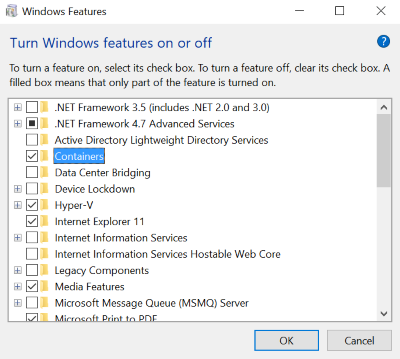 Windows Features
Turn Windows features on or off
To turn a feature on, select its check box. To turn a feature off, clear its check box. A
filled box means that only part of the feature is turned on.
.NET Framework 3.5 (includes .NET 2.0 and 3.0)
.NET Framework 4.7 Advanced Services
Active Directory Lightweight Directory Services
Containers
Data Center Bridging
Device Lockdown
Hyper-V
Internet Explorer 11
Internet Information Services
Internet Information Services Hostable Web Core
Legacy Components
Media Features
Microsoft Message Queue (MSMQ) Server
Microsoft Print to PDF
OK
Cancel